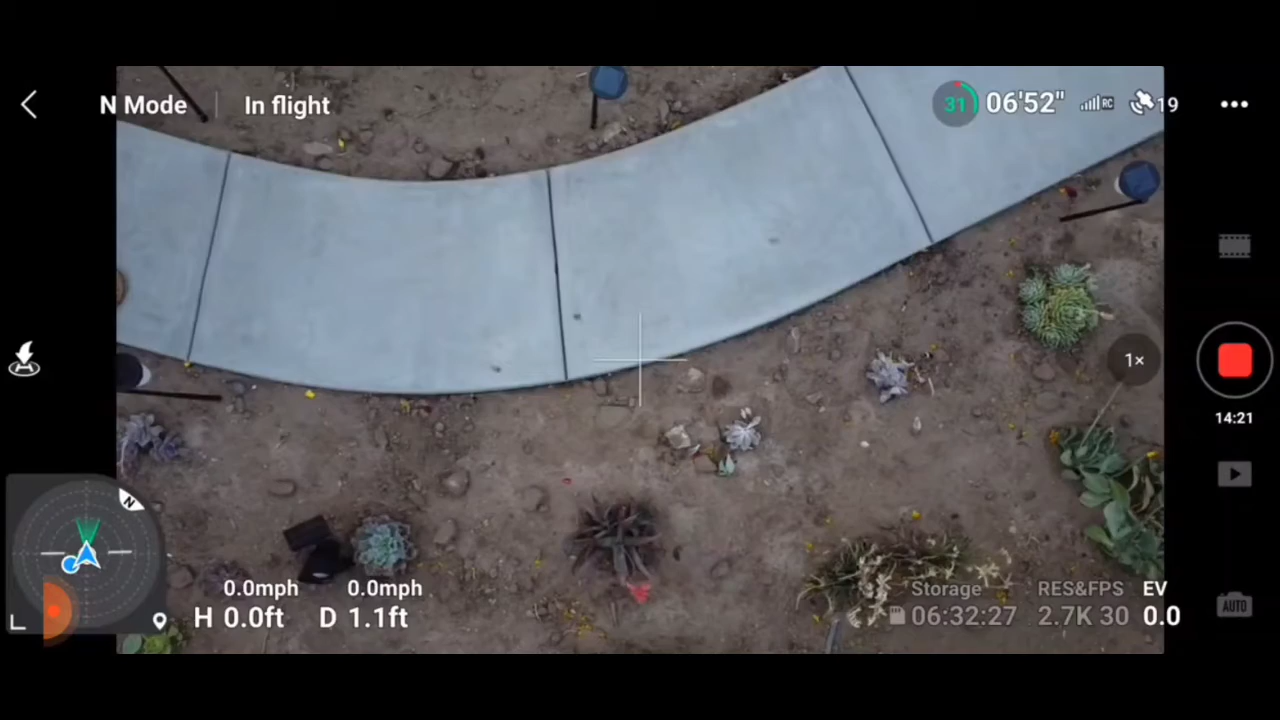 N Mode
In flight
31
06'52"
RC
19
1×
14:21
N
0.0mph
0.0mph
H 0.0ft
D 1.1ft
Storage
06:32:27
RES&FPS
2.7K 30
EV
0.0
AUTO
L